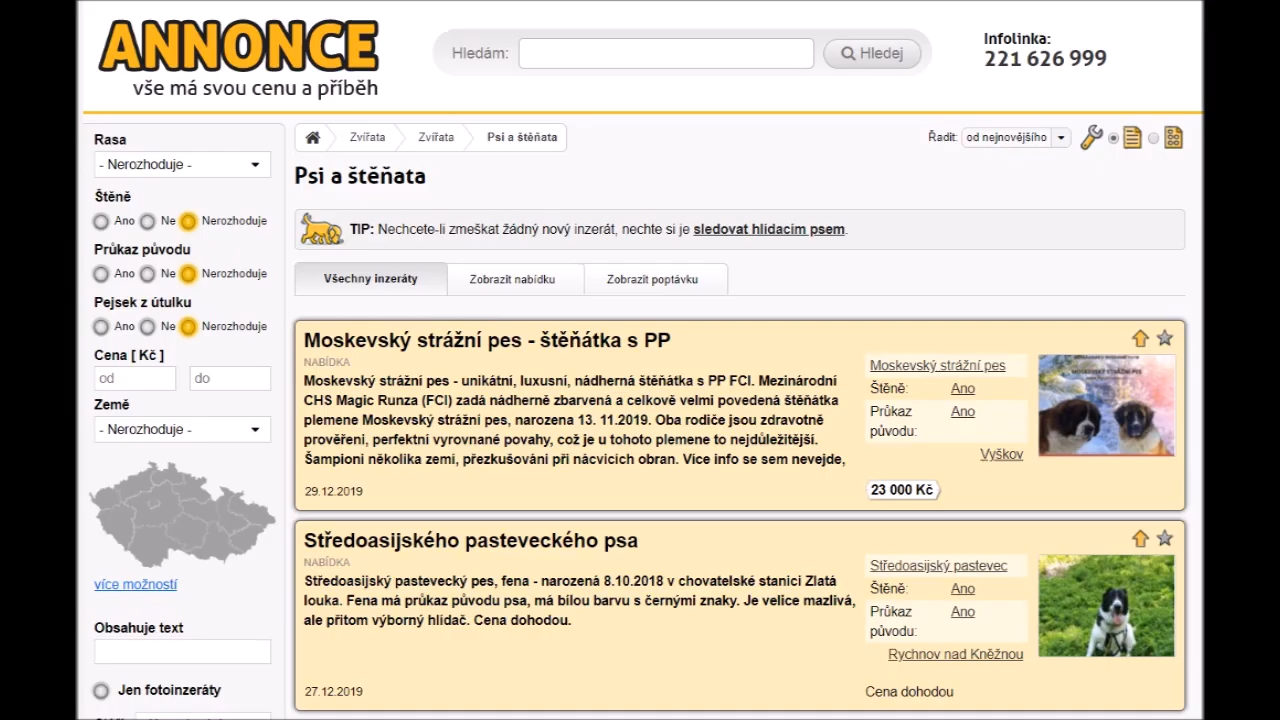 ANNONCE
vše má svou cenu a příběh
Hledám:
Hledej
Infolinka:
221 626 999
Rasa
- Nerozhoduje -
Štěně
Ano Ne Nerozhoduje
Průkaz původu
Ano Ne Nerozhoduje
Pejsek z útulku
Ano Ne Nerozhoduje
Cena [ Kč ]
od do
Země
- Nerozhoduje -
více možností
Obsahuje text
Jen fotoinzeráty
Zvířata Zvířata Psi a štěňata
Řadit: od nejnovějšího
Psi a štěňata
TIP: Nechcete-li zmeškat žádný nový inzerát, nechte si je sledovat hlídacím psem.
Všechny inzeráty Zobrazit nabídku Zobrazit poptávku
Moskevský strážní pes - štěňátka s PP
NABÍDKA
Moskevský strážní pes - unikátní, luxusní, nádherná štěňátka s PP FCI. Mezinárodní
CHS Magic Runza (FCI) zadá nádherně zbarvená a celkově velmi povedená štěňátka
plemene Moskevský strážní pes, narozena 13. 11.2019. Oba rodiče jsou zdravotně
prověřeni, perfektní vyrovnané povahy, což je u tohoto plemene to nejdůležitější.
Šampioni několika zemí, přezkušování při nácvicích obran. Více info se sem nevejde,
29.12.2019
Moskevský strážní pes
Štěně: Ano
Průkaz Ano
původu:
Vyškov
23 000 Kč
MOSKEVSKÝ STRÁŽNÍ PES
Středoasijského pasteveckého psa
NABÍDKA
Středoasijský pastevecký pes, fena - narozená 8.10.2018 v chovatelské stanici Zlatá
louka. Fena má průkaz původu psa, má bílou barvu s černými znaky. Je velice mazlivá,
ale přitom výborný hlídač. Cena dohodou.
27.12.2019
Středoasijský pastevec
Štěně: Ano
Průkaz Ano
původu:
Rychnov nad Kněžnou
Cena dohodou